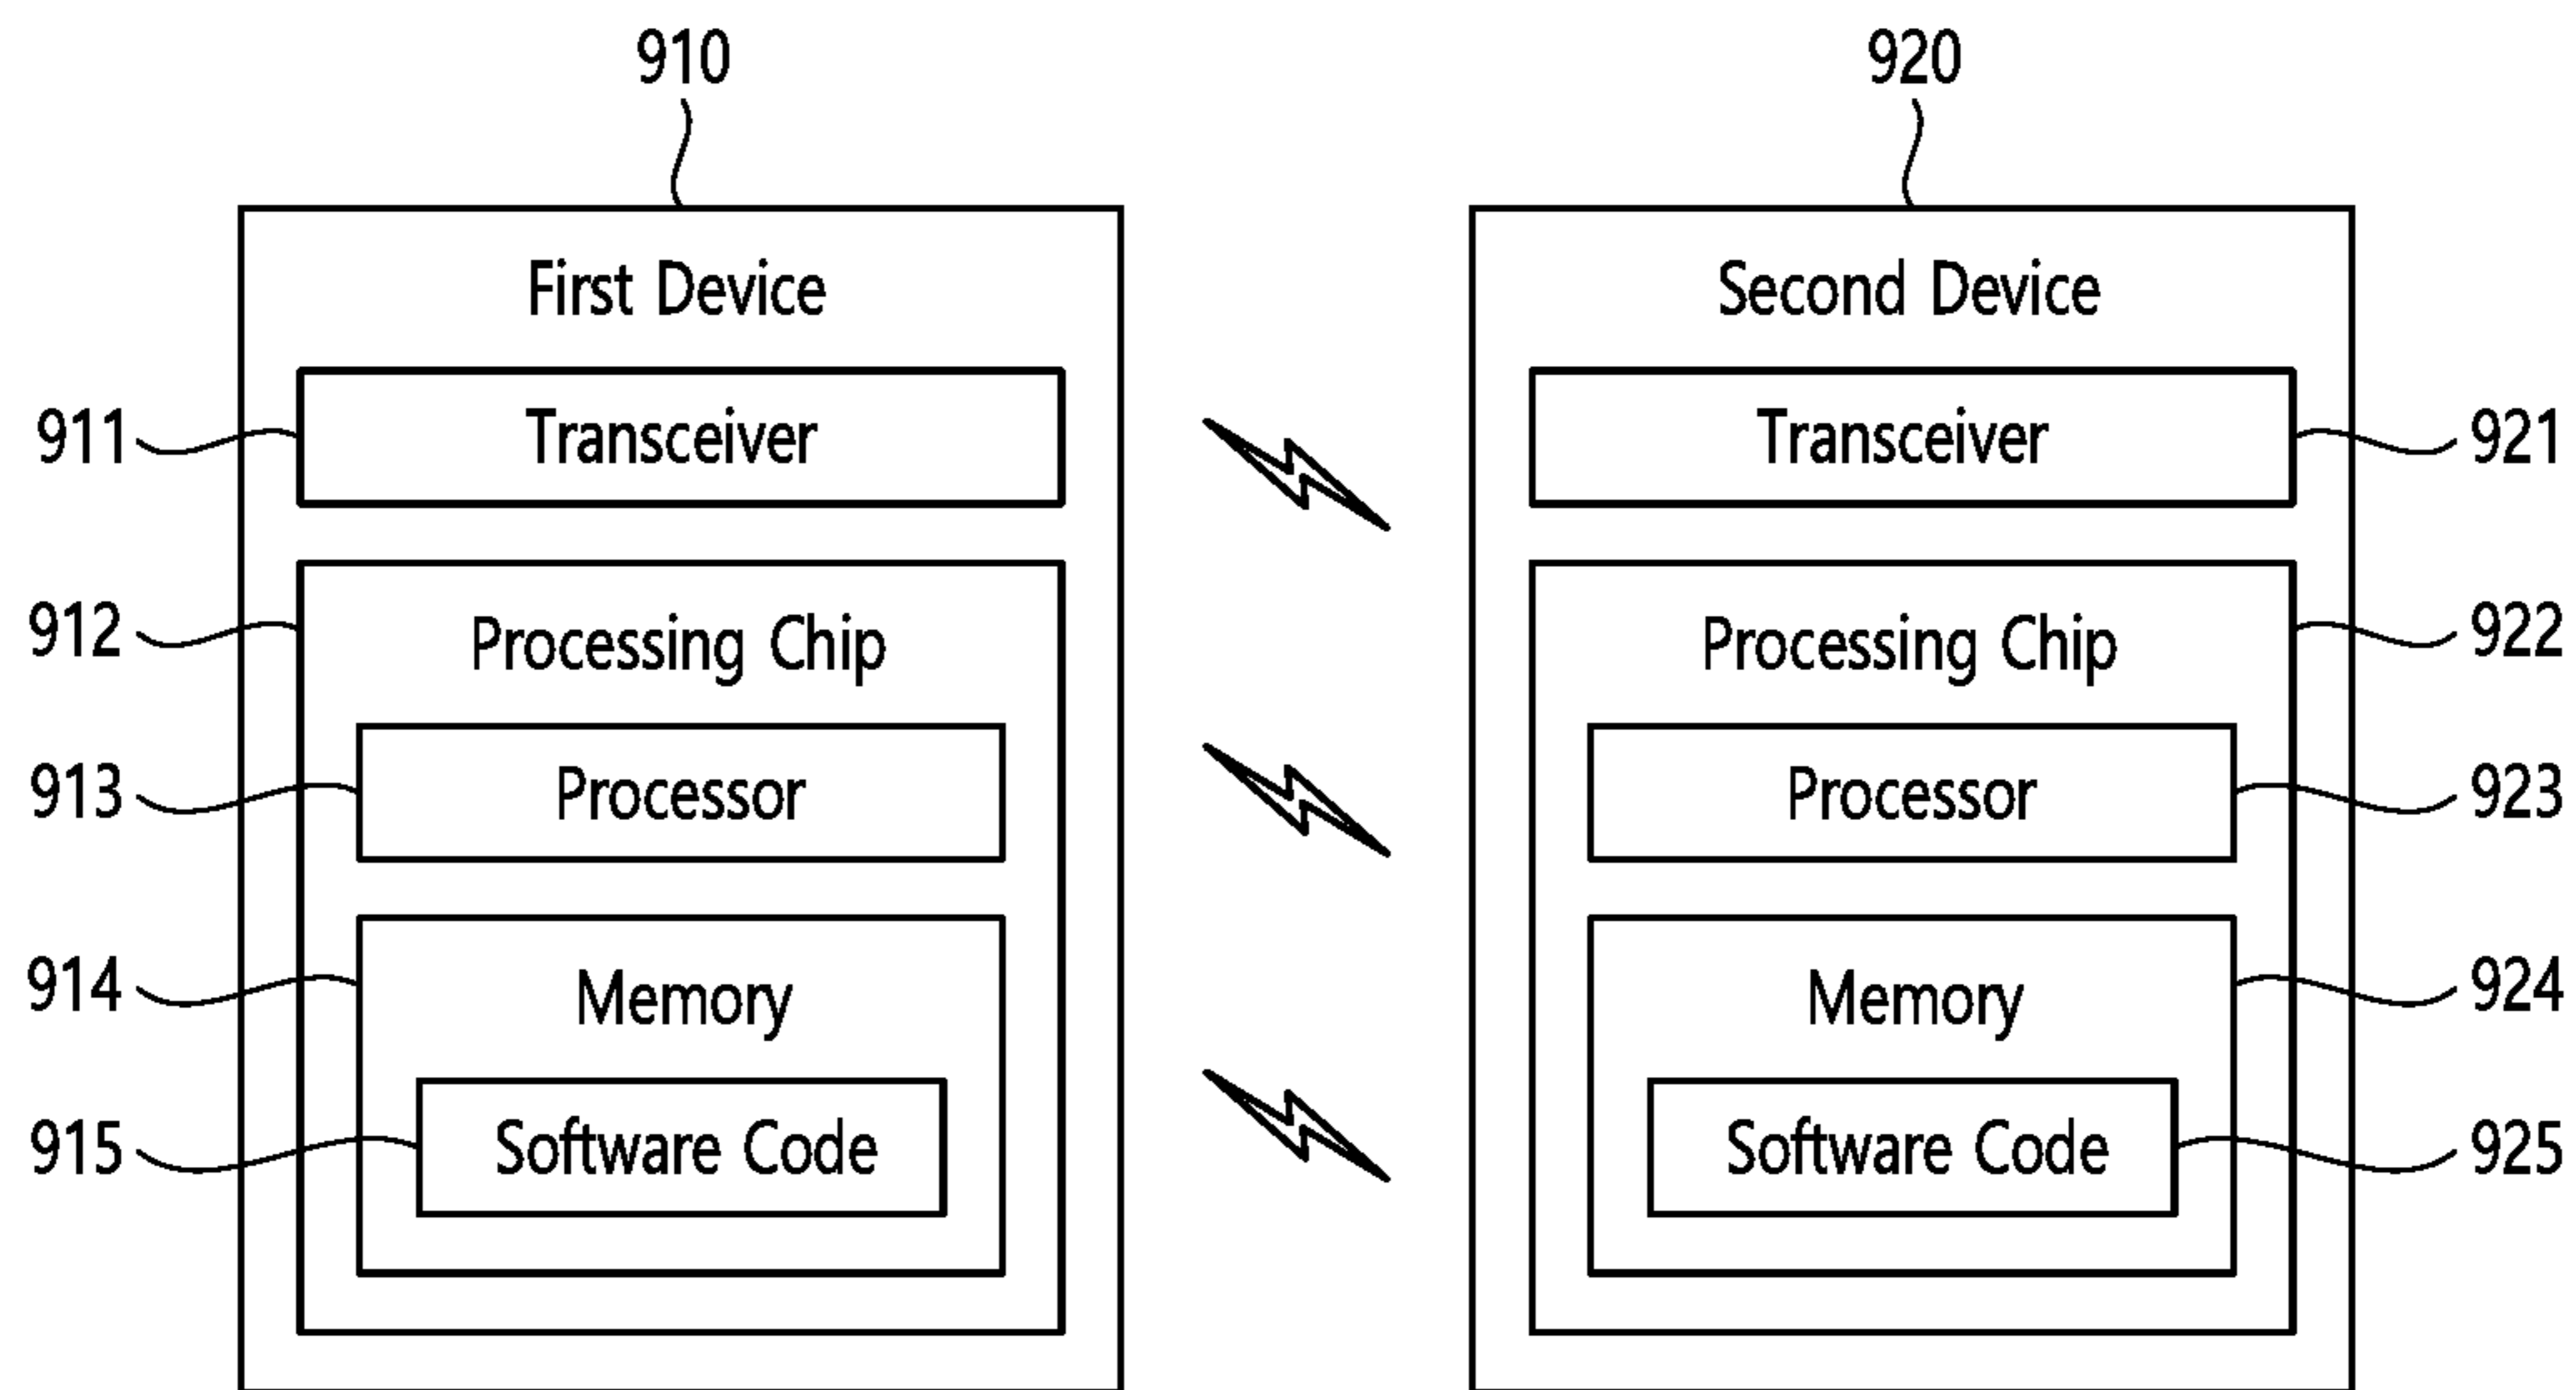 910
920
First Device
Second Device
911
Transceiver
Transceiver
921
912
Processing Chip
Processing Chip
922
913
Processor
Processor
923
914
Memory
Memory
924
915
Software Code
Software Code
925